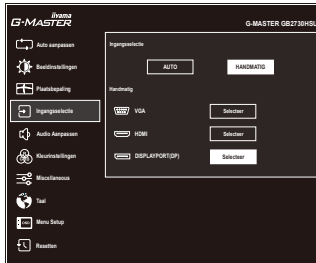 iiyama
G-MASTER
G-MASTER GB2730HSU
Auto aanpassen
Beeldinstellingen
Plaatsbepaling
Ingangsselectie
Audio Aanpassen
Kleurinstellingen
Miscellaneous
Taal
OSD
Menu Setup
Resetten
Ingangsselectie
AUTO
HANDMATIG
Handmatig
VGA
Selecteer
HDMI
Selecteer
DISPLAYPORT(DP)
Selecteer